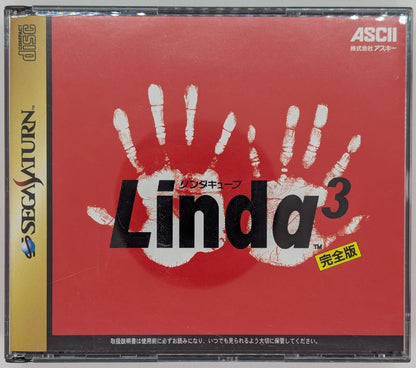 COMPACT
disc
SEGA SATURN™
ASCII
株式会社アスキー
リンダキューブ
Linda3
™
完全版
取扱説明書は使用前に必ずお読みになり、いつでも見られるよう大切に保管してください。